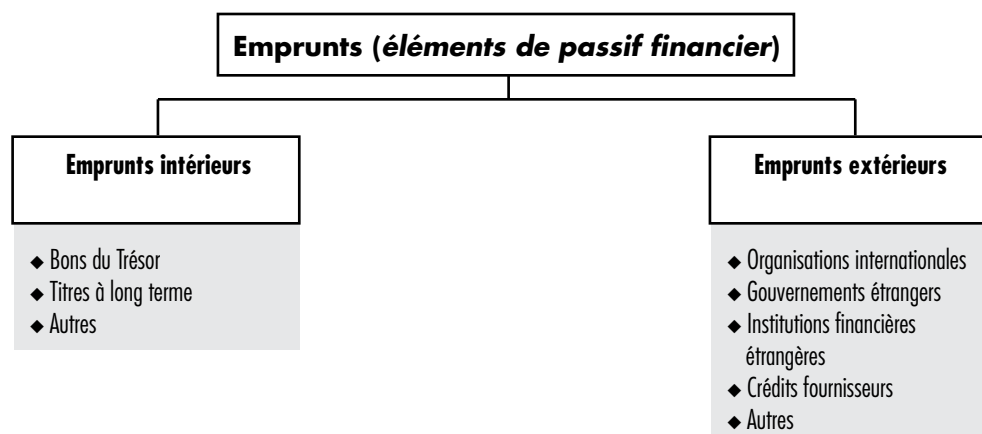 Emprunts (éléments de passif financier)
Emprunts intérieurs
◆ Bons du Trésor
◆ Titres à long terme
◆ Autres
Emprunts extérieurs
◆ Organisations internationales
◆ Gouvernements étrangers
◆ Institutions financières
étrangères
◆ Crédits fournisseurs
◆ Autres